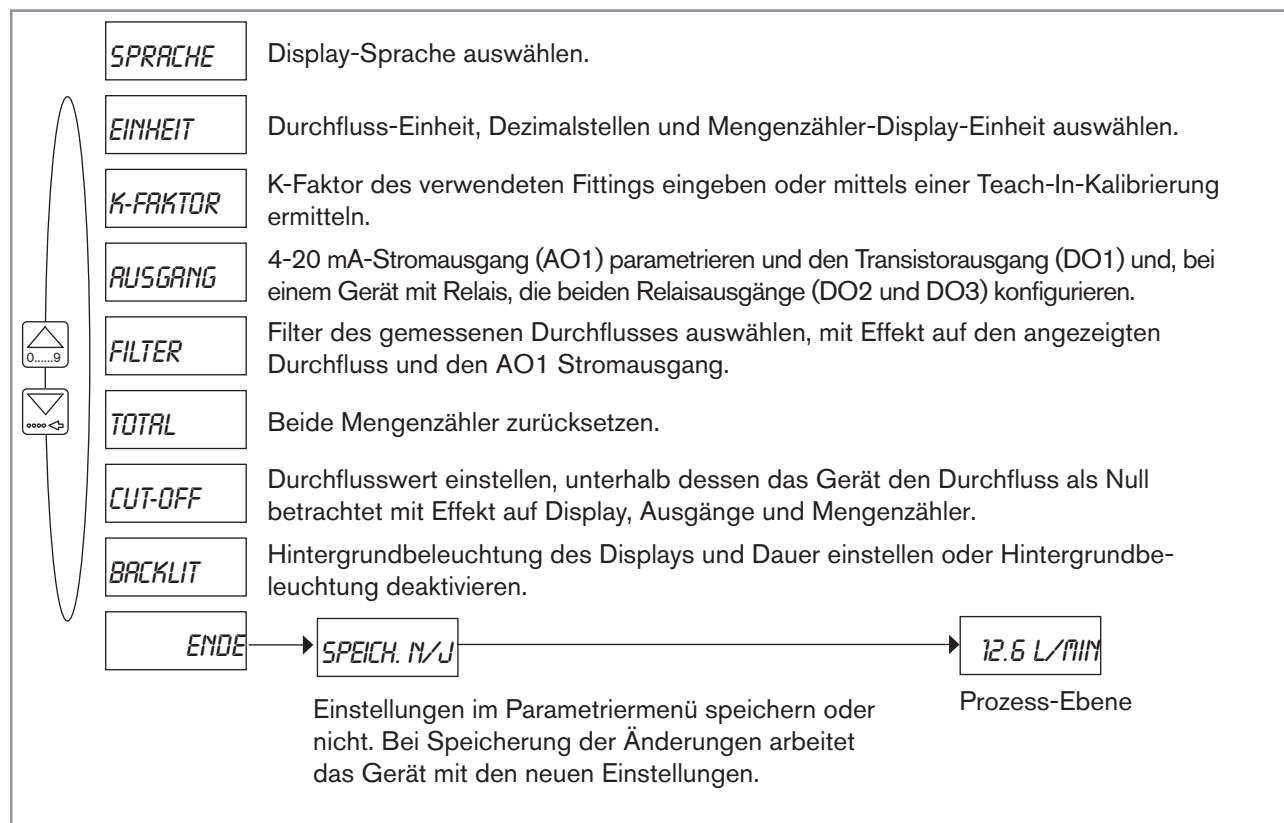 SPRACHE
Display-Sprache auswählen.
EINHEIT
Durchfluss-Einheit, Dezimalstellen und Mengenzähler-Display-Einheit auswählen.
K-FAKTOR
K-Faktor des verwendeten Fittings eingeben oder mittels einer Teach-In-Kalibrierung
ermitteln.
AUSGANG
4-20 mA-Stromausgang (AO1) parametrieren und den Transistorausgang (DO1) und, bei
einem Gerät mit Relais, die beiden Relaisausgänge (DO2 und DO3) konfigurieren.
0......9
FILTER
Filter des gemessenen Durchflusses auswählen, mit Effekt auf den angezeigten
Durchfluss und den AO1 Stromausgang.
TOTAL
Beide Mengenzähler zurücksetzen.
CUT-OFF
Durchflusswert einstellen, unterhalb dessen das Gerät den Durchfluss als Null
betrachtet mit Effekt auf Display, Ausgänge und Mengenzähler.
BACKLIT
Hintergrundbeleuchtung des Displays und Dauer einstellen oder Hintergrundbe-
leuchtung deaktivieren.
ENDE
SPEICH. N/J
12.6 L/MIN
Einstellungen im Parametriermenü speichern oder
nicht. Bei Speicherung der Änderungen arbeitet
das Gerät mit den neuen Einstellungen.
Prozess-Ebene